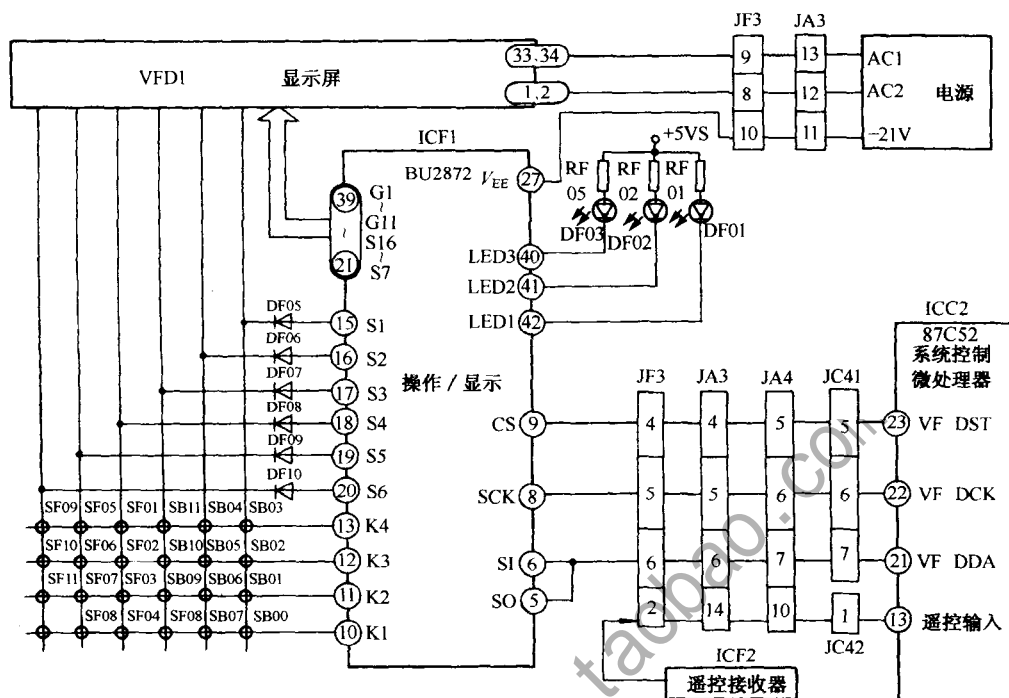 JF3 JA3
33,34 9 13 AC1
VFD1 显示屏
1,2 8 12 AC2 电源
10 11 -21V
+5VS
ICF1
BU2872 VEE 27
RF05 RF02 RF01
DF03 DF02 DF01
39 G1~G11
~ S16~S7
21
LED3 40
LED2 41
LED1 42
DF05 15 S1
DF06 16 S2
DF07 17 S3
DF08 18 S4
DF09 19 S5
DF10 20 S6
操作/显示
ICC2
87C52
系统控制
微处理器
JF3 JA3 JA4 JC41
CS 9 4 4 5 5 23 VF DST
SCK 8 5 5 6 6 22 VF DCK
SI 6 6 6 7 7 21 VF DDA
SO 5
2 14 10 1 13 遥控输入
JC42
SF09 SF05 SF01 SB11 SB04 SB03
13 K4
SF10 SF06 SF02 SB10 SB05 SB02
12 K3
SF11 SF07 SF03 SB09 SB06 SB01
11 K2
SF08 SF04 SF08 SB07 SB00
10 K1
ICF2
遥控接收器
taobao.com